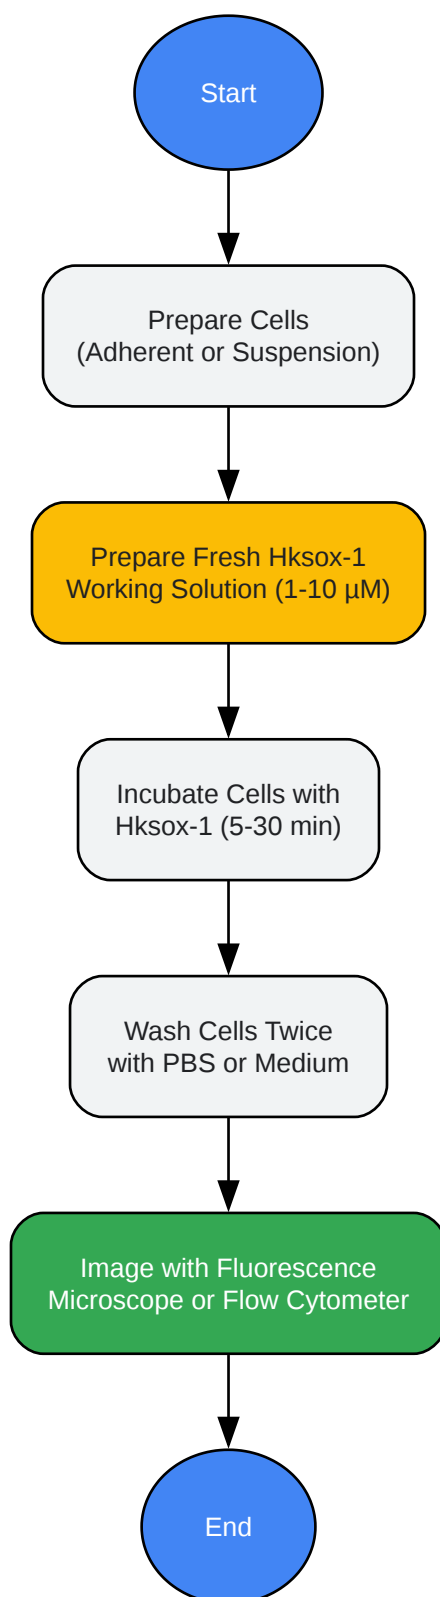 Start
Prepare Cells
(Adherent or Suspension)
Prepare Fresh Hksox-1
Working Solution (1-10 µM)
Incubate Cells with
Hksox-1 (5-30 min)
Wash Cells Twice
with PBS or Medium
Image with Fluorescence
Microscope or Flow Cytometer
End